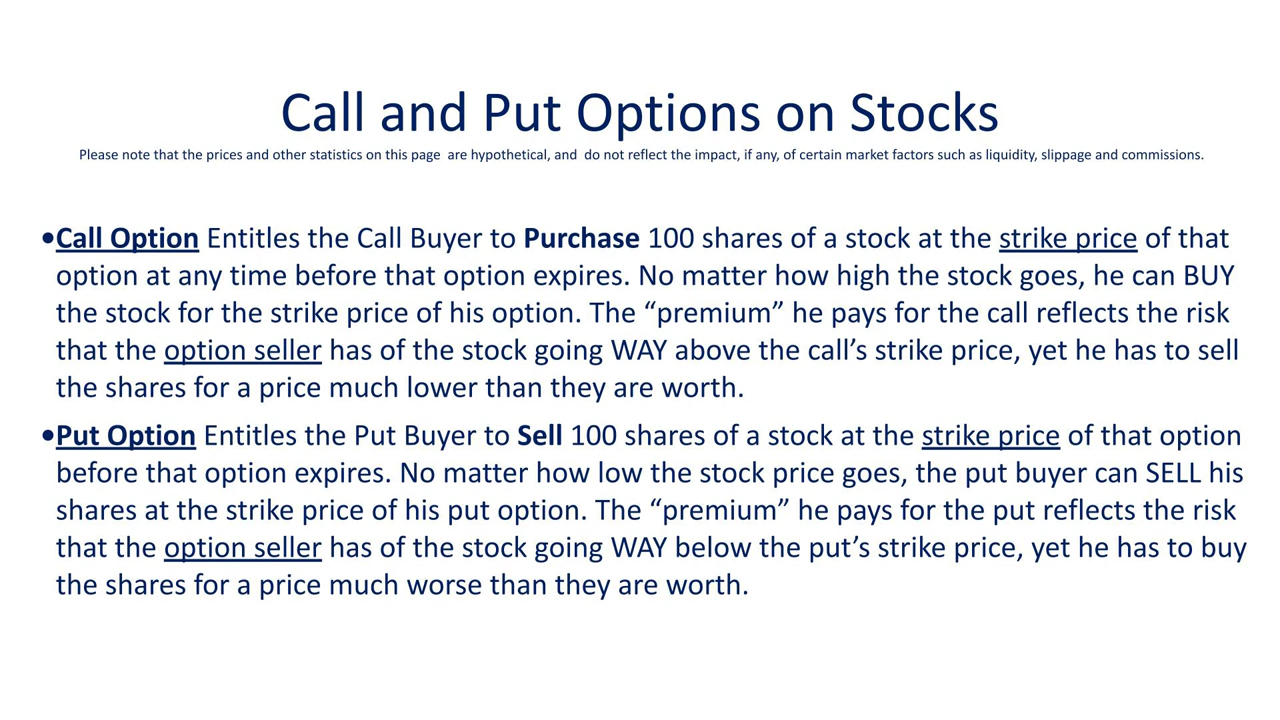 Call and Put Options on Stocks
Please note that the prices and other statistics on this page  are hypothetical, and  do not reflect the impact, if any, of certain market factors such as liquidity, slippage and commissions.
•Call Option Entitles the Call Buyer to Purchase 100 shares of a stock at the strike price of that
option at any time before that option expires. No matter how high the stock goes, he can BUY
the stock for the strike price of his option. The “premium” he pays for the call reflects the risk
that the option seller has of the stock going WAY above the call’s strike price, yet he has to sell
the shares for a price much lower than they are worth.
•Put Option Entitles the Put Buyer to Sell 100 shares of a stock at the strike price of that option
before that option expires. No matter how low the stock price goes, the put buyer can SELL his
shares at the strike price of his put option. The “premium” he pays for the put reflects the risk
that the option seller has of the stock going WAY below the put’s strike price, yet he has to buy
the shares for a price much worse than they are worth.